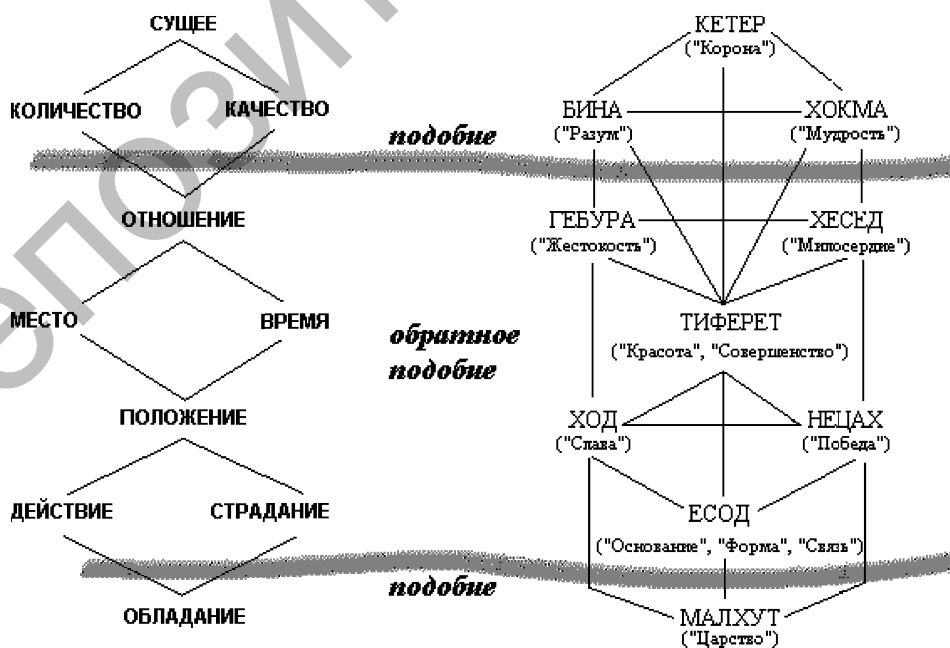 СУЩЕЕ
КОЛИЧЕСТВО КАЧЕСТВО
ОТНОШЕНИЕ
МЕСТО ВРЕМЯ
ПОЛОЖЕНИЕ
ДЕЙСТВИЕ СТРАДАНИЕ
ОБЛАДАНИЕ
подобие
обратное
подобие
подобие
КЕТЕР
("Корона")
БИНА ХОКМА
("Разум") ("Мудрость")
ГЕБУРА ХЕСЕД
("Жестокость") ("Милосердие")
ТИФЕРЕТ
("Красота", "Совершенство")
ХОД НЕЦАХ
("Слава") ("Победа")
ЕСОД
("Основание", "Форма", "Связь")
МАЛХУТ
("Царство")